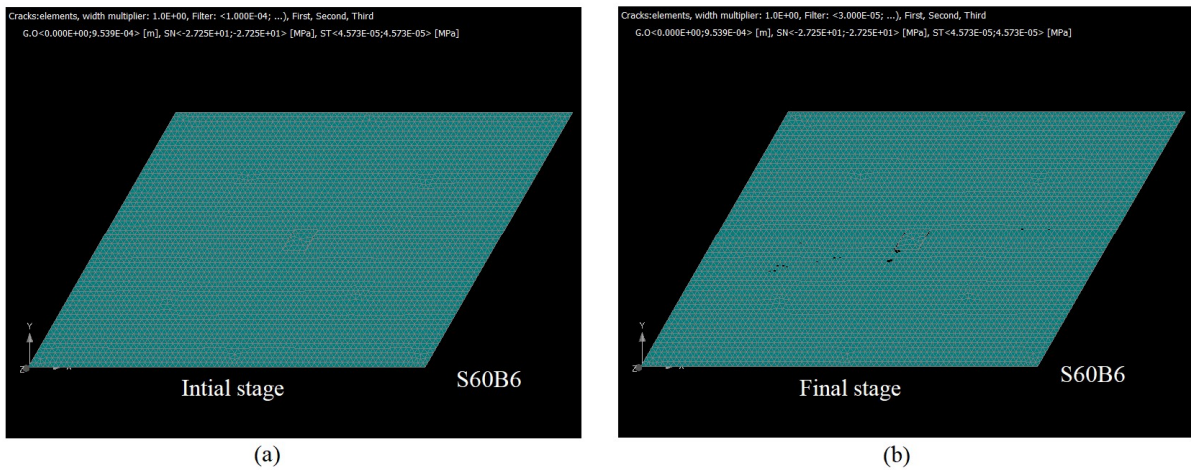 Cracks:elements, width multiplier: 1.0E+00, Filter: <1.000E-04; ...), First, Second, Third
G.O<0.000E+00;9.539E-04> [m], SN<-2.725E+01;-2.725E+01> [MPa], ST<4.573E-05;4.573E-05> [MPa]
Y
Z
X
Intial stage
S60B6
(a)
Cracks:elements, width multiplier: 1.0E+00, Filter: <3.000E-05; ...), First, Second, Third
G.O<0.000E+00;9.539E-04> [m], SN<-2.725E+01;-2.725E+01> [MPa], ST<4.573E-05;4.573E-05> [MPa]
Y
Z
X
Final stage
S60B6
(b)